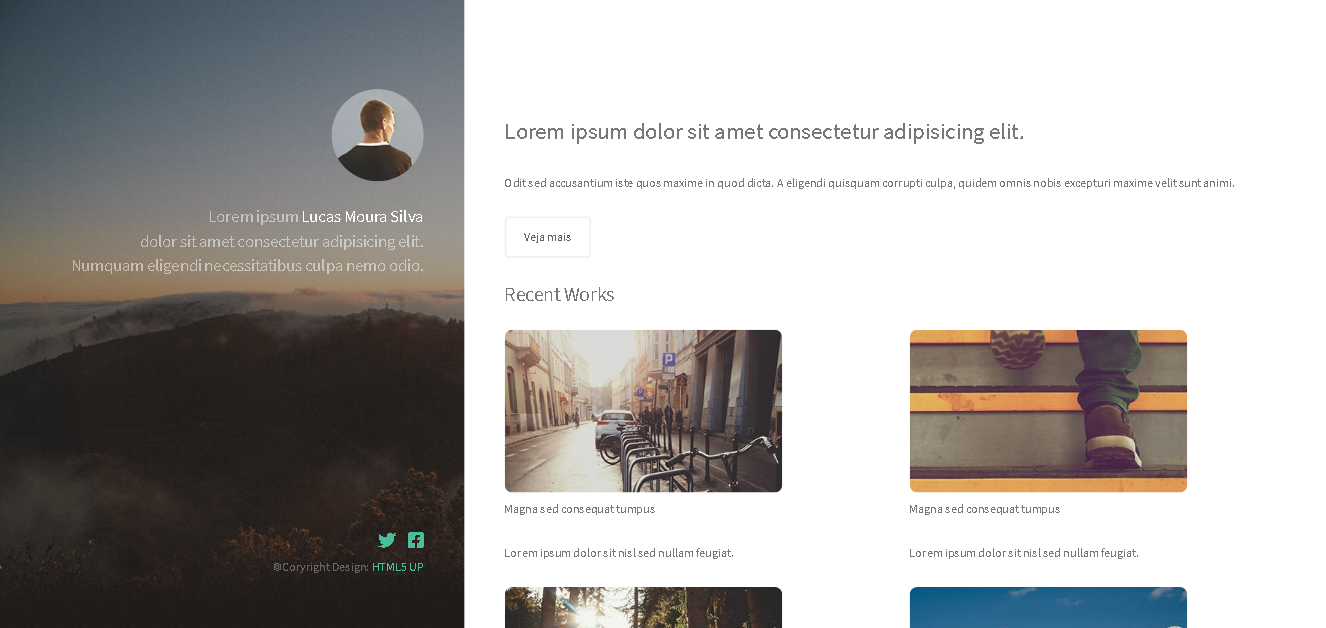 Lorem ipsum Lucas Moura Silva
dolor sit amet consectetur adipisicing elit.
Numquam eligendi necessitatibus culpa nemo odio.
©Coryright Design: HTML5 UP
Lorem ipsum dolor sit amet consectetur adipisicing elit.
Odit sed accusantium iste quos maxime in quod dicta. A eligendi quisquam corrupti culpa, quidem omnis nobis excepturi maxime velit sunt animi.
Veja mais
Recent Works
P
P
Magna sed consequat tumpus
Lorem ipsum dolor sit nisl sed nullam feugiat.
Magna sed consequat tumpus
Lorem ipsum dolor sit nisl sed nullam feugiat.